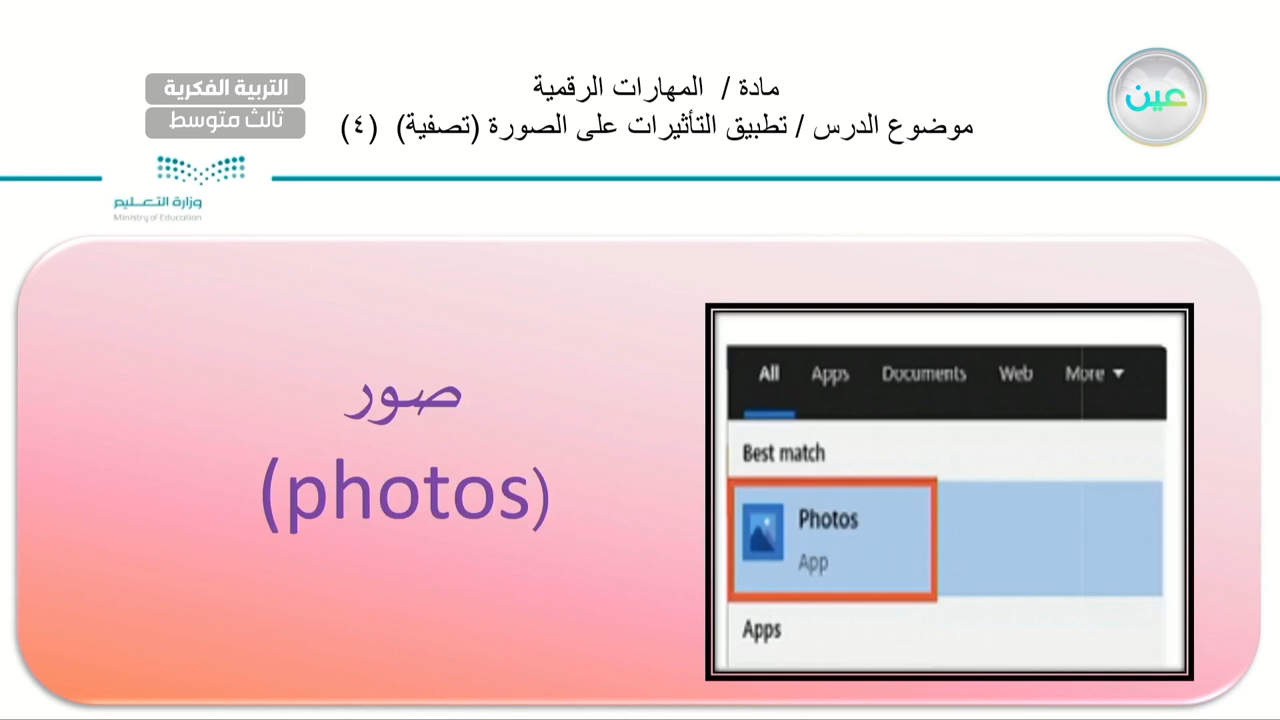 عين
مادة / المهارات الرقمية
موضوع الدرس / تطبيق التأثيرات على الصورة (تصفية) (٤)
التربية الفكرية
ثالث متوسط
وزارة التعليم
Ministry of Education
صور
(photos)
All Apps Documents Web More
Best match
Photos
App
Apps